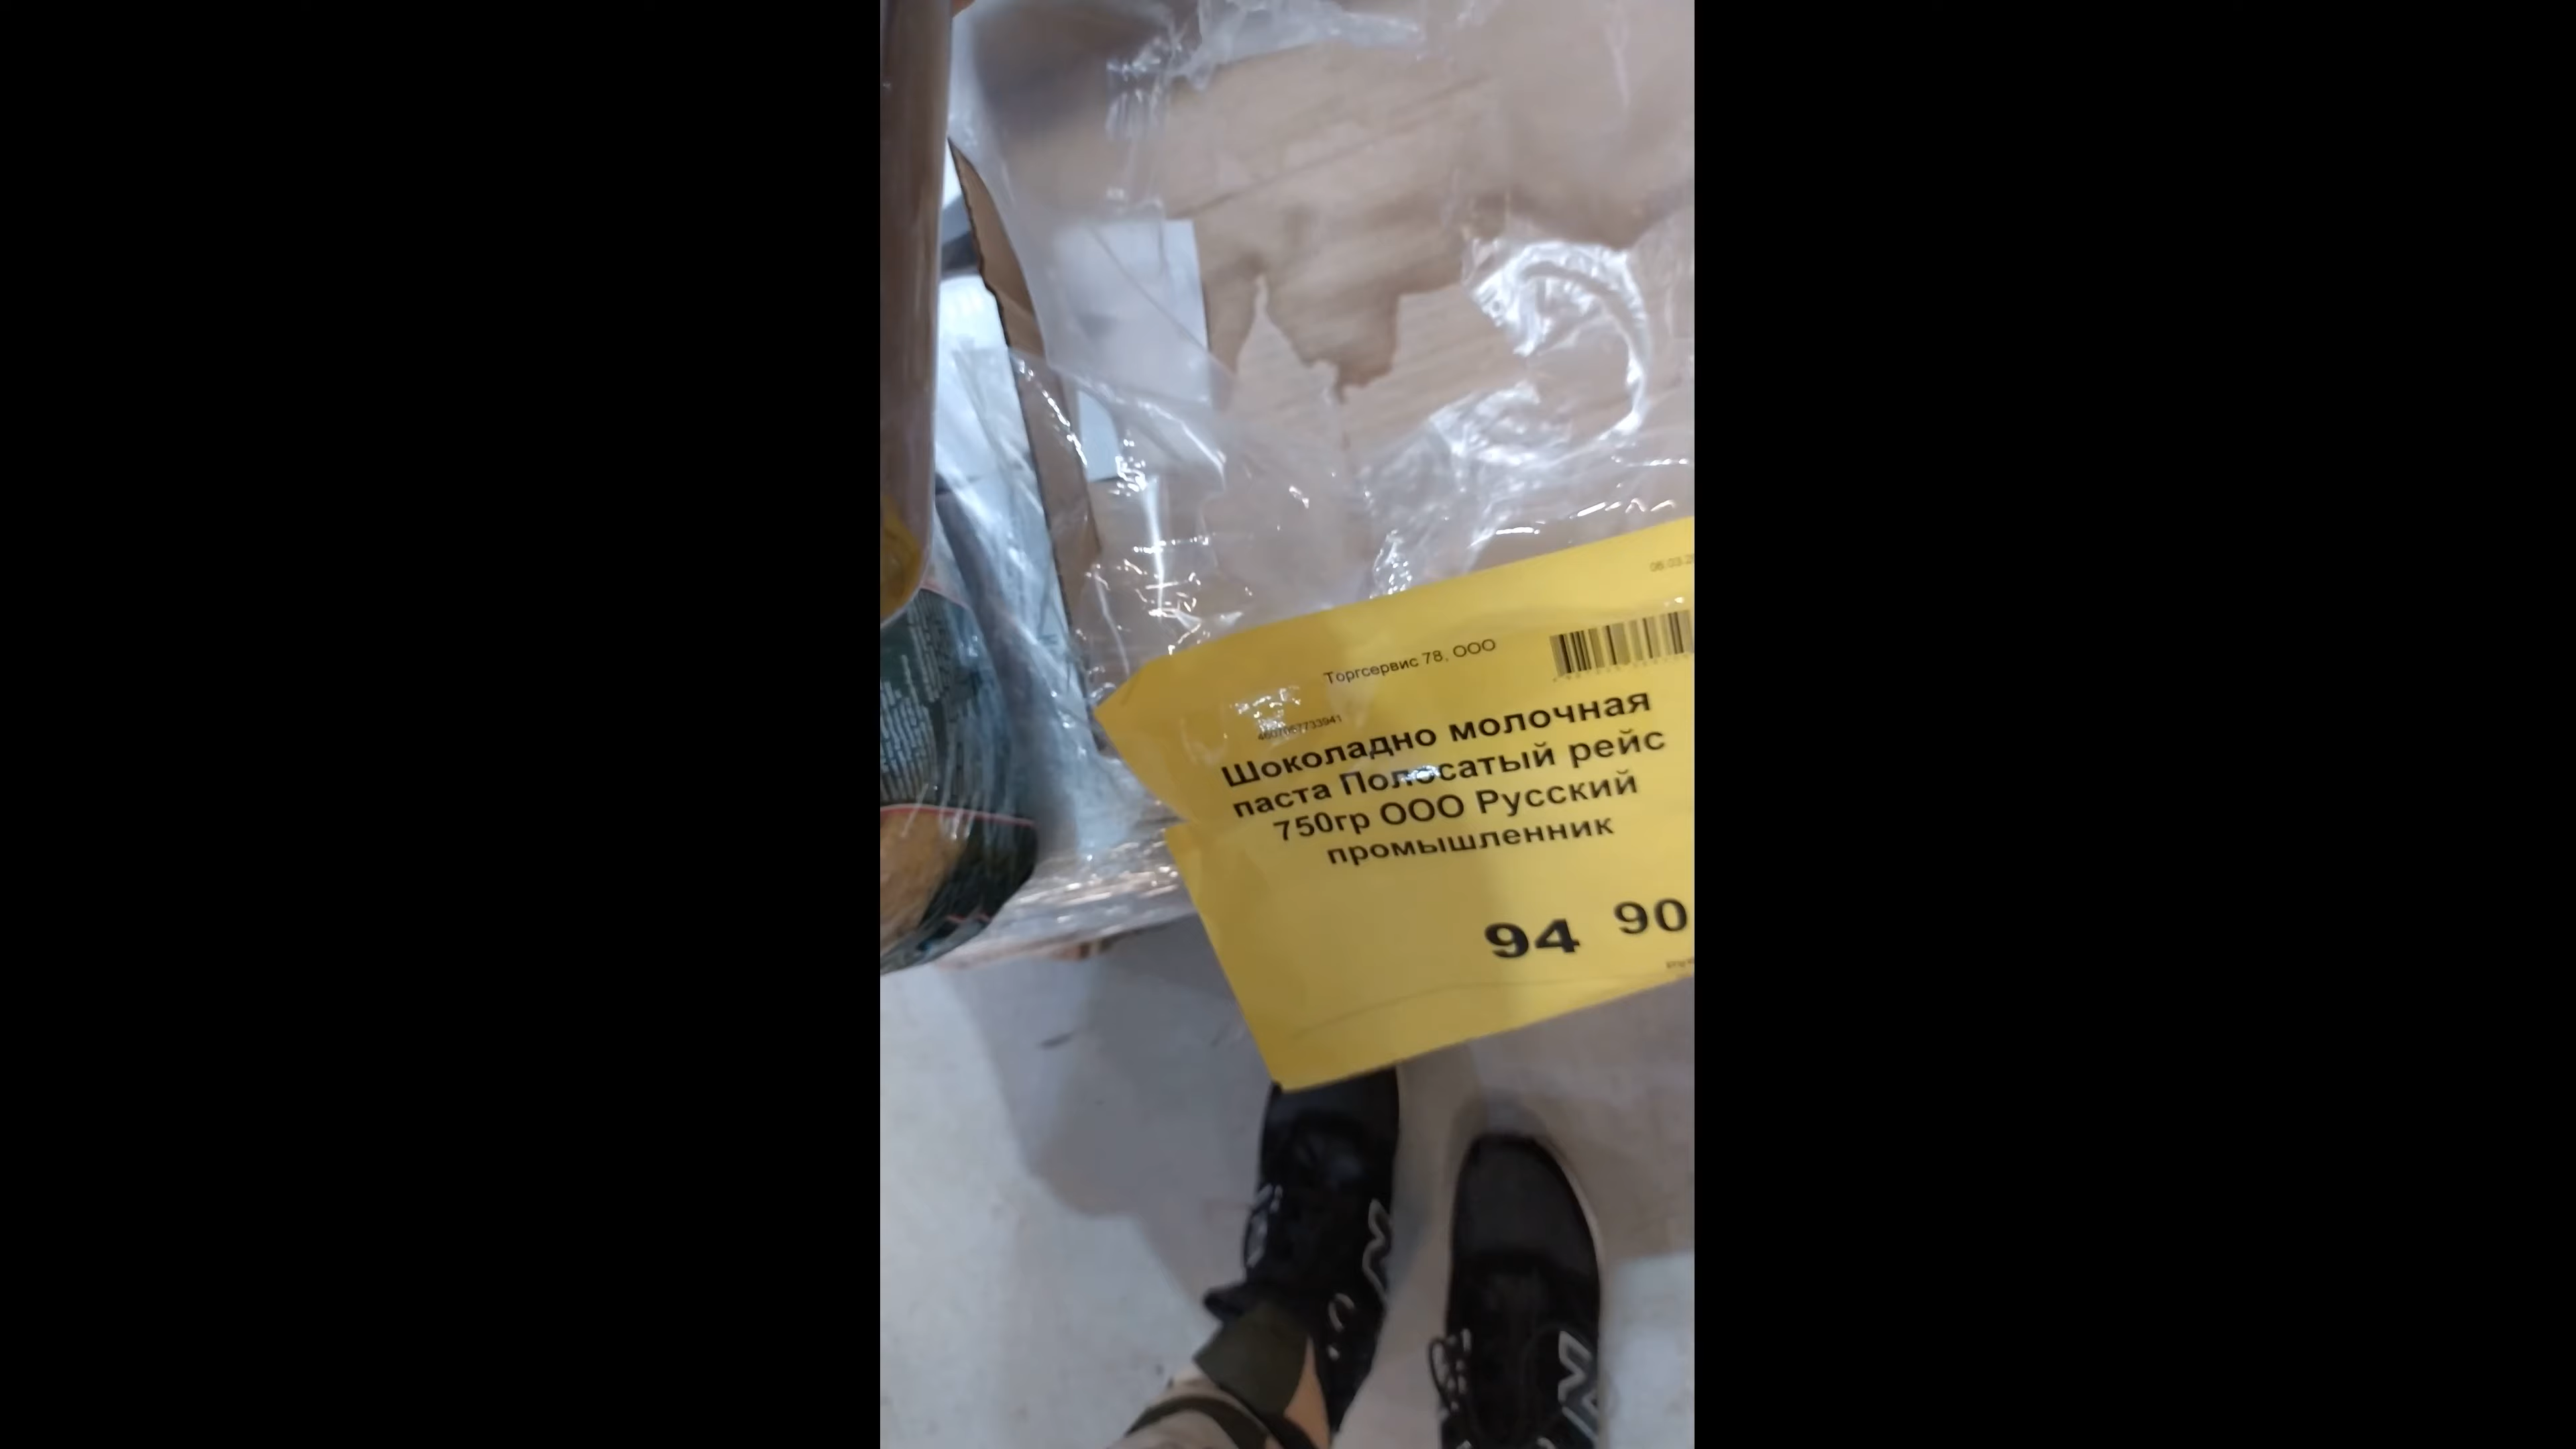 Торгсервис 78, ООО
Шоколадно молочная
паста Полосатый рейс
750гр ООО Русский
промышленник
94 90